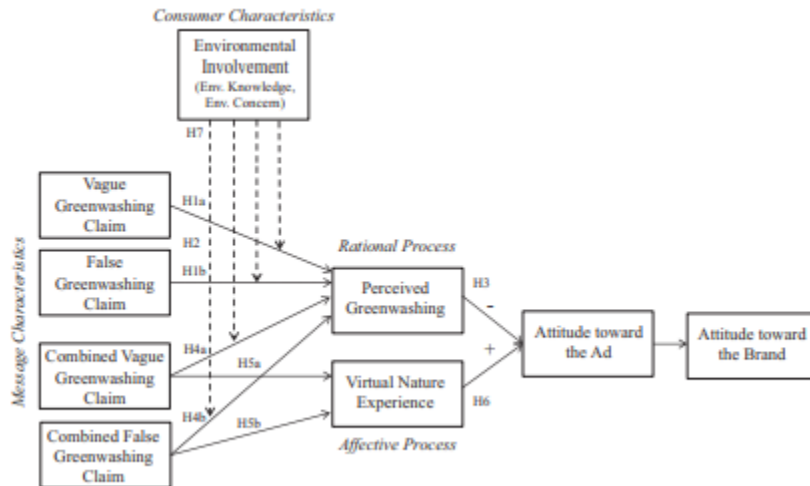 Consumer Characteristics
Environmental
Involvement
(Env. Knowledge,
Env. Concern)
H7
Message Characteristics
Vague
Greenwashing
Claim
H1a
H2
False
Greenwashing
Claim
H1b
Combined Vague
Greenwashing
Claim
H4a
H5a
Combined False
Greenwashing
Claim
H4b
H5b
Rational Process
Perceived
Greenwashing
H3
-
Virtual Nature
Experience
+
H6
Affective Process
Attitude toward
the Ad
Attitude toward
the Brand